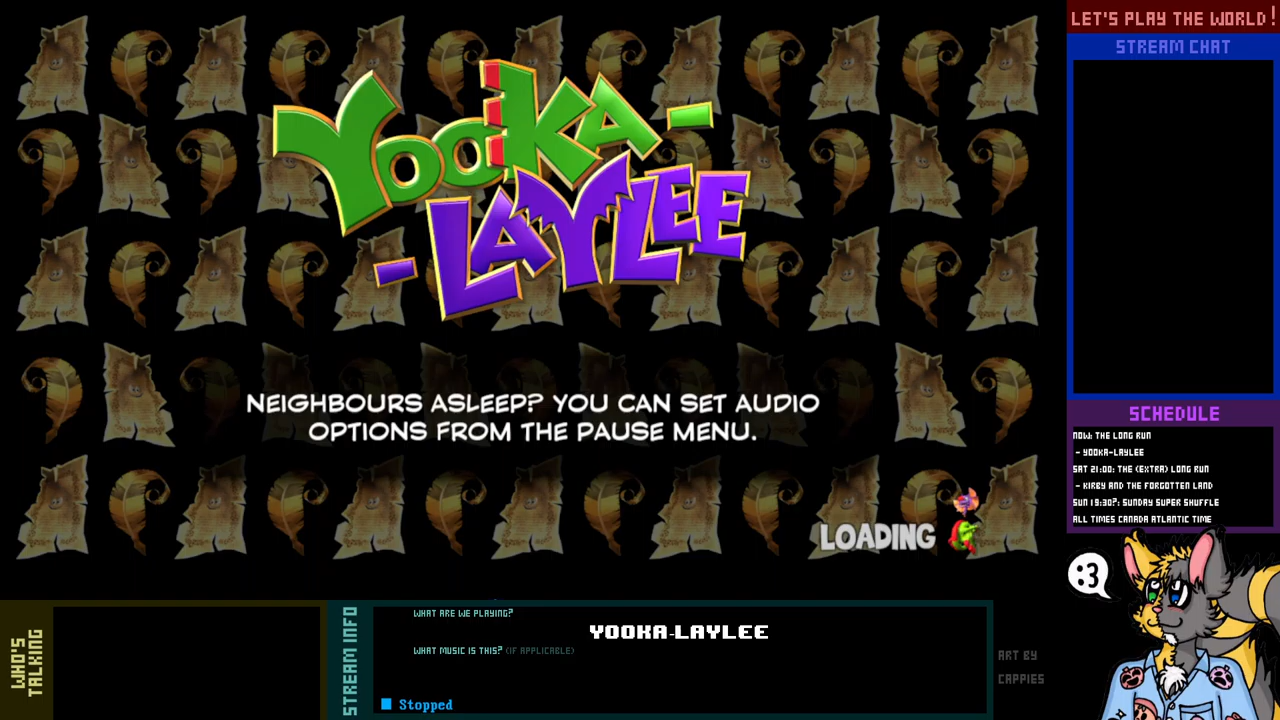 YOOKA-
-LAYLEE
NEIGHBOURS ASLEEP? YOU CAN SET AUDIO
OPTIONS FROM THE PAUSE MENU.
LOADING
LET'S PLAY THE WORLD!
STREAM CHAT
SCHEDULE
NOW: THE LONG RUN
- YOOKA-LAYLEE
SAT 21:00: THE (EXTRA) LONG RUN
- KIRBY AND THE FORGOTTEN LAND
SUN 19:30?: SUNDAY SUPER SHUFFLE
ALL TIMES CANADA ATLANTIC TIME
:3
WHO'S
TALKING
STREAM INFO
WHAT ARE WE PLAYING?
YOOKA-LAYLEE
WHAT MUSIC IS THIS? (IF APPLICABLE)
Stopped
ART BY
CAPPIES